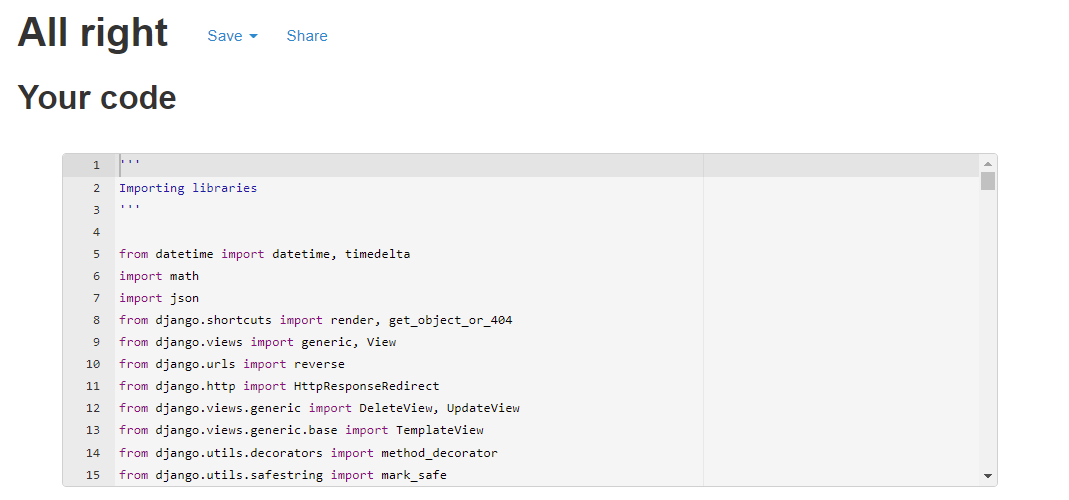 All right Save Share
Your code
1 '''
2 Importing libraries
3 '''
4
5 from datetime import datetime, timedelta
6 import math
7 import json
8 from django.shortcuts import render, get_object_or_404
9 from django.views import generic, View
10 from django.urls import reverse
11 from django.http import HttpResponseRedirect
12 from django.views.generic import DeleteView, UpdateView
13 from django.views.generic.base import TemplateView
14 from django.utils.decorators import method_decorator
15 from django.utils.safestring import mark_safe